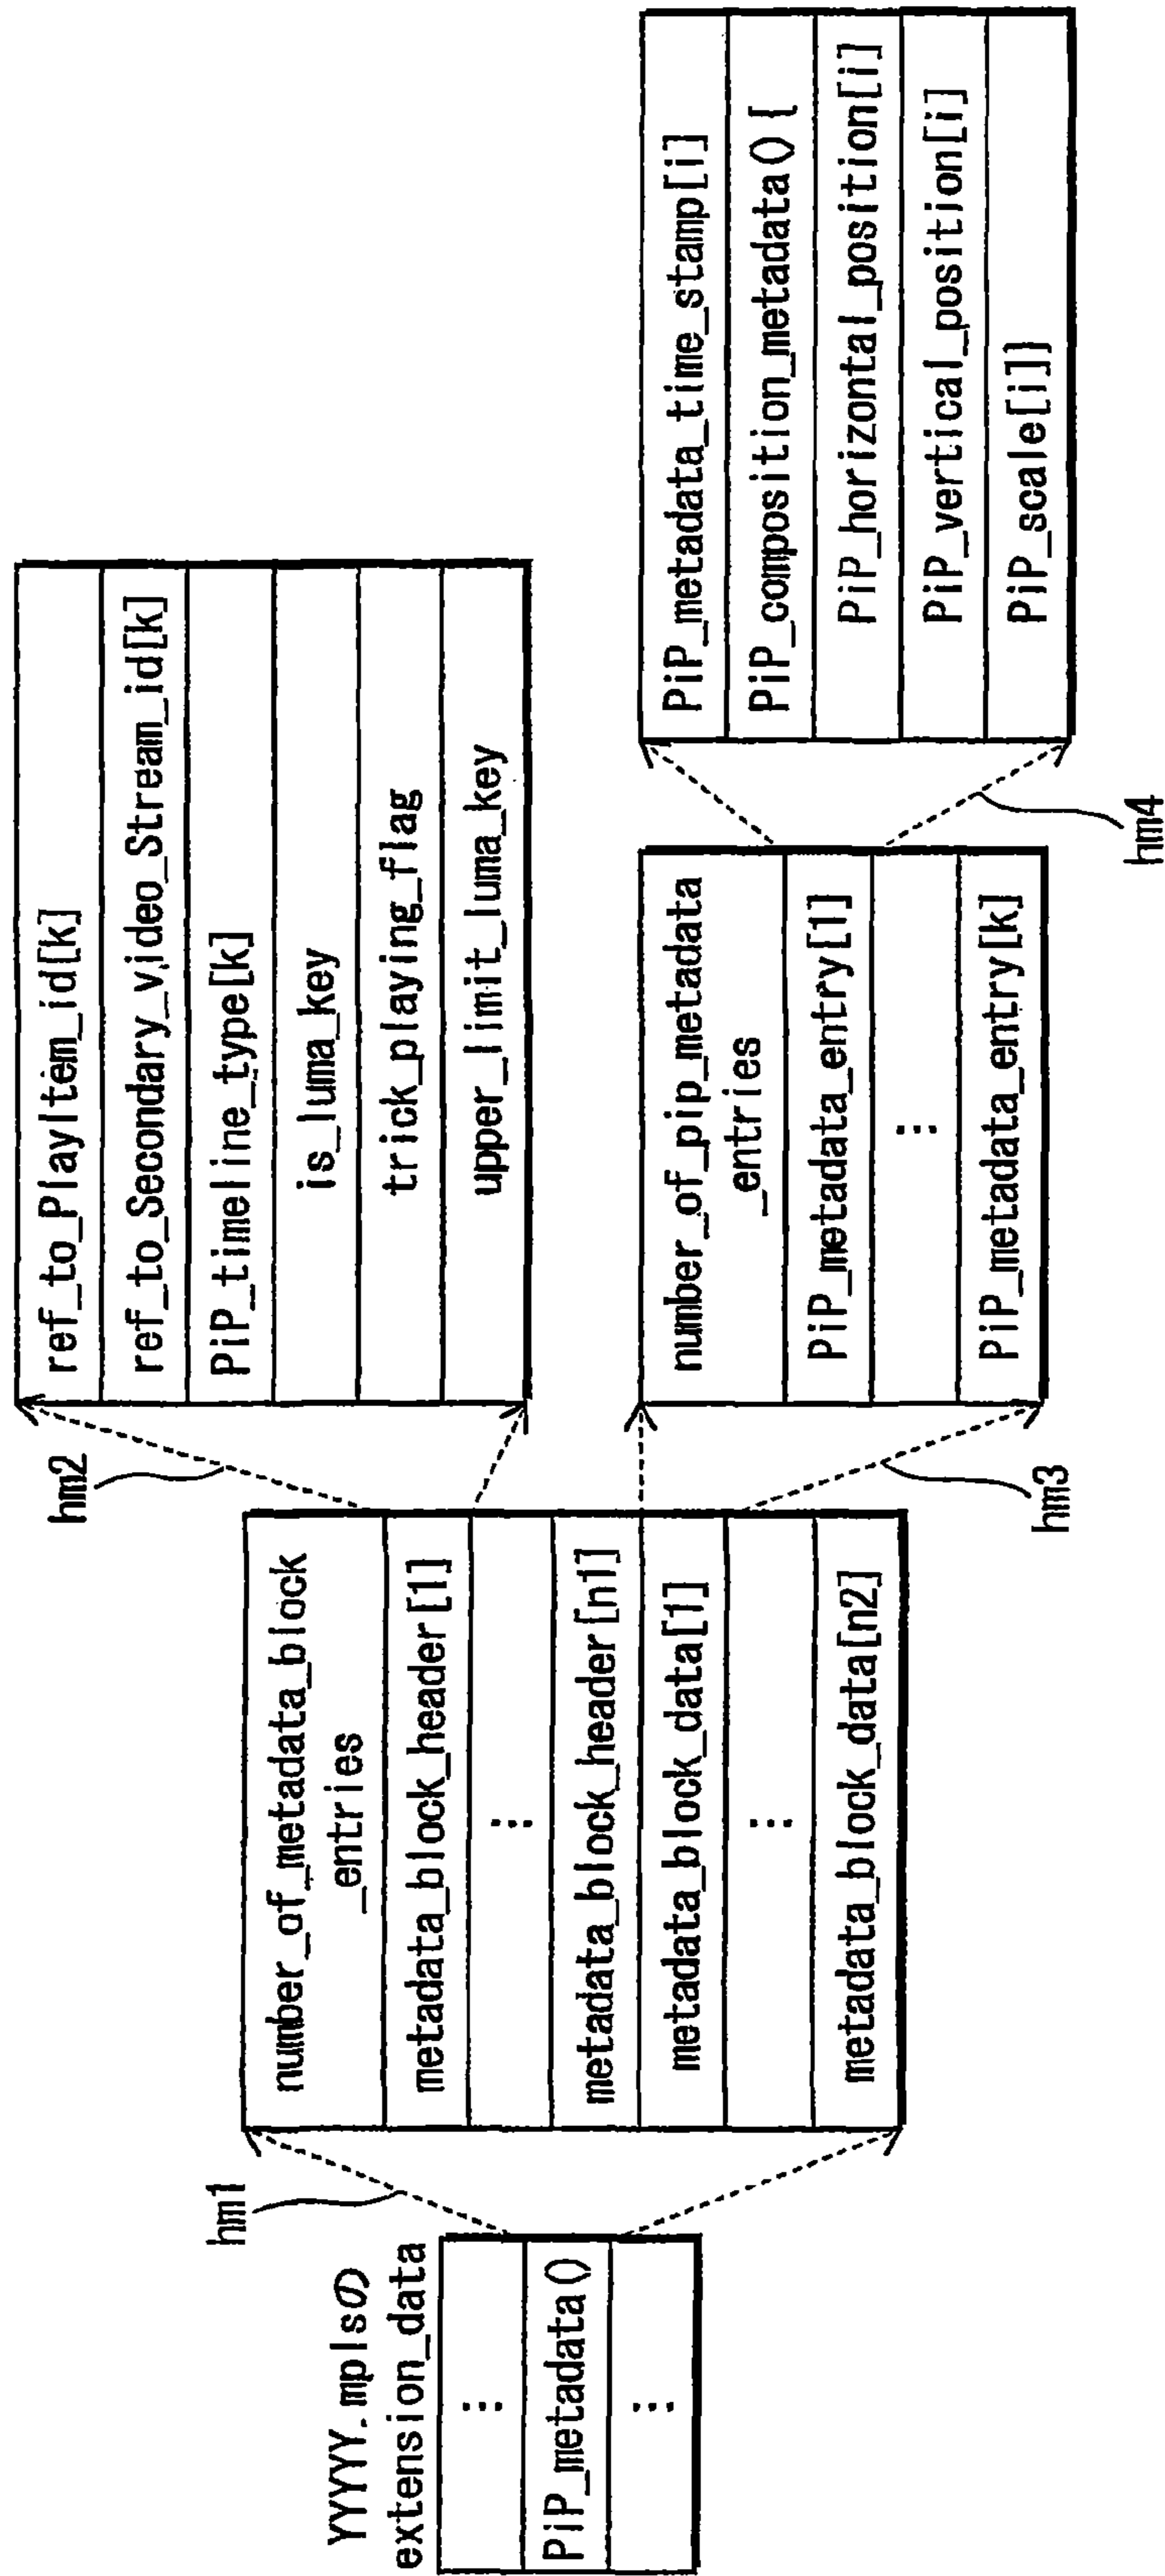 YYYY.mplsの
extension_data
⋮
PiP_metadata()
⋮
hm1
number_of_metadata_block
_entries
metadata_block_header[1]
⋮
metadata_block_header[n1]
metadata_block_data[1]
⋮
metadata_block_data[n2]
hm2
ref_to_PlayItem_id[k]
ref_to_Secondary_video_Stream_id[k]
PiP_timeline_type[k]
is_luma_key
trick_playing_flag
upper_limit_luma_key
hm3
number_of_pip_metadata
_entries
PiP_metadata_entry[1]
⋮
PiP_metadata_entry[k]
hm4
PiP_metadata_time_stamp[i]
PiP_composition_metadata() {
PiP_horizontal_position[i]
PiP_vertical_position[i]
PiP_scale[i]}